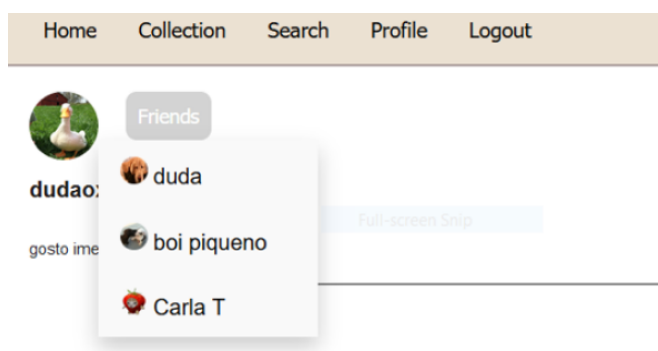 Home Collection Search Profile Logout
Friends
duda
dudao
Full-screen Snip
boi piqueno
gosto ime
Carla T